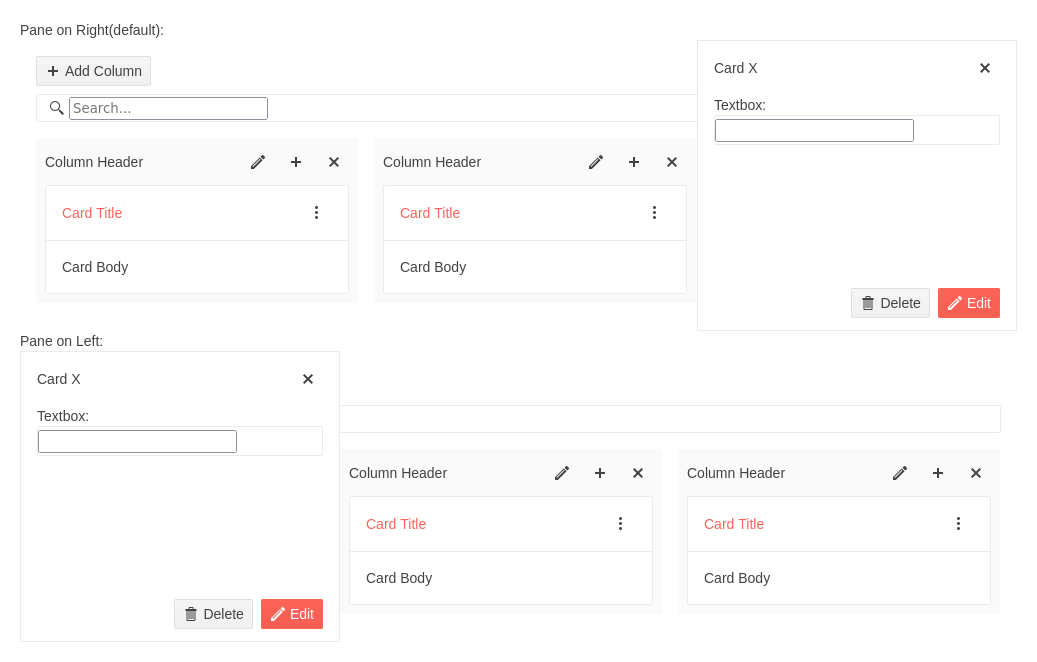 Pane on Right(default):
Add Column
Search...
Column Header
Card Title
Card Body
Column Header
Card Title
Card Body
Card X
Textbox:
Delete
Edit
Pane on Left:
Card X
Textbox:
Delete
Edit
Column Header
Card Title
Card Body
Column Header
Card Title
Card Body